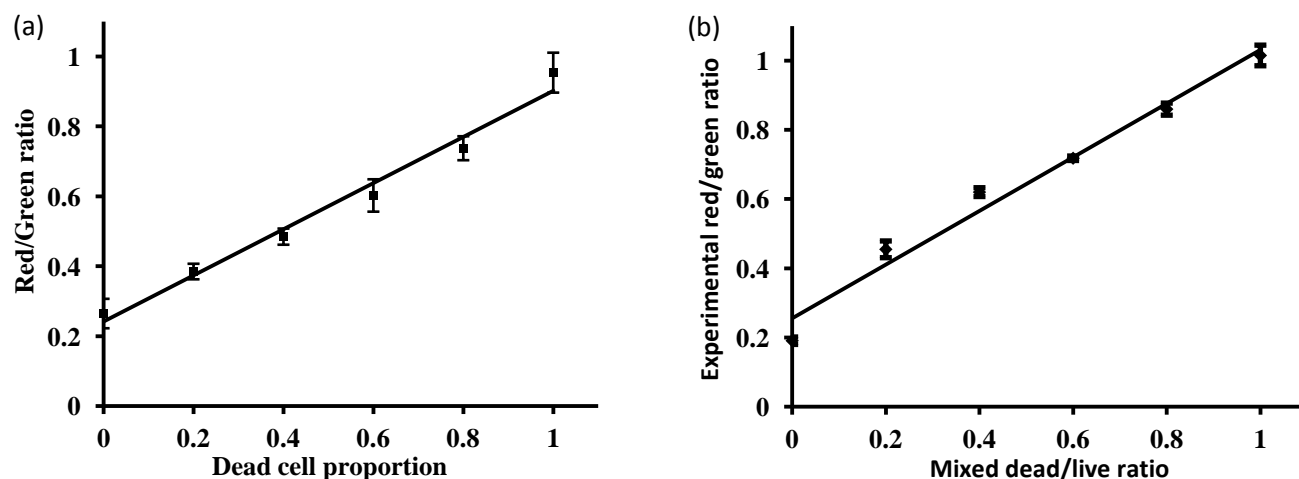 (a)
Red/Green ratio
1
0.8
0.6
0.4
0.2
0
0 0.2 0.4 0.6 0.8 1
Dead cell proportion
(b)
Experimental red/green ratio
1
0.8
0.6
0.4
0.2
0
0 0.2 0.4 0.6 0.8 1
Mixed dead/live ratio